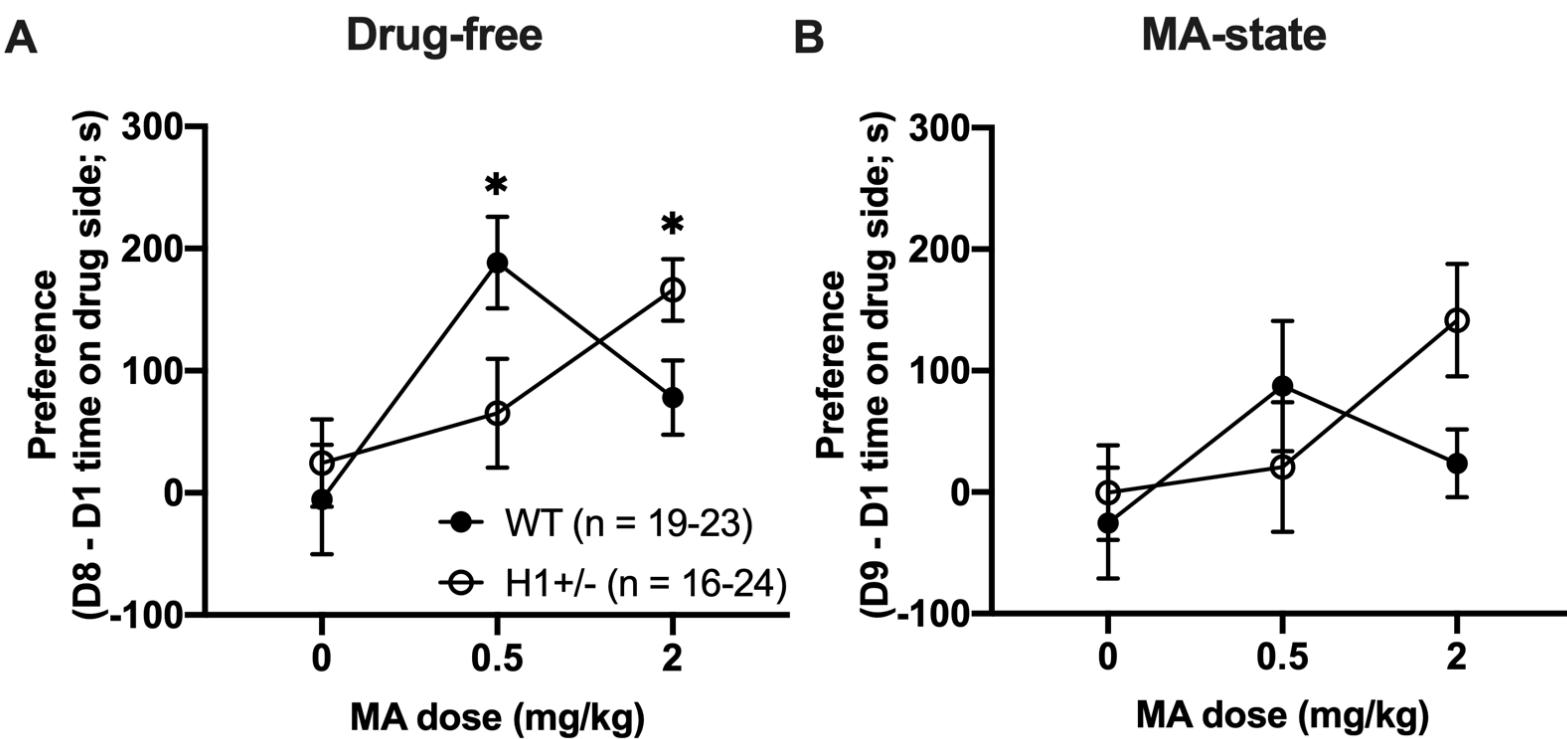 A
Drug-free
Preference
(D8 - D1 time on drug side; s)
300
200
100
0
-100
*
*
WT (n = 19-23)
H1+/- (n = 16-24)
0
0.5
2
MA dose (mg/kg)
B
MA-state
Preference
(D9 - D1 time on drug side; s)
300
200
100
0
-100
0
0.5
2
MA dose (mg/kg)